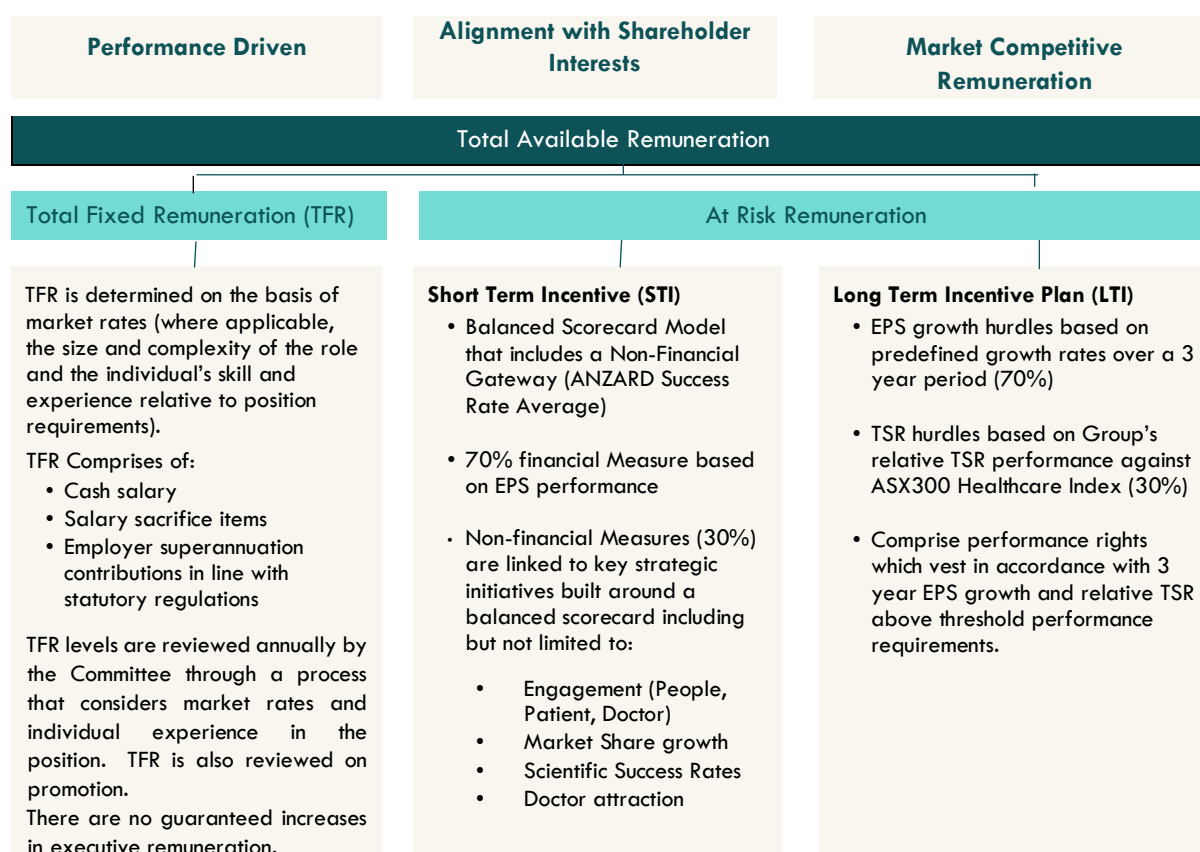 Performance Driven
Alignment with Shareholder
Interests
Market Competitive
Remuneration
Total Available Remuneration
Total Fixed Remuneration (TFR)
At Risk Remuneration
TFR is determined on the basis of
market rates (where applicable,
the size and complexity of the role
and the individual’s skill and
experience relative to position
requirements).
TFR Comprises of:
• Cash salary
• Salary sacrifice items
• Employer superannuation
contributions in line with
statutory regulations
TFR levels are reviewed annually by
the Committee through a process
that considers market rates and
individual experience in the
position. TFR is also reviewed on
promotion.
There are no guaranteed increases
in executive remuneration.
Short Term Incentive (STI)
• Balanced Scorecard Model
that includes a Non-Financial
Gateway (ANZARD Success
Rate Average)
• 70% financial Measure based
on EPS performance
• Non-financial Measures (30%)
are linked to key strategic
initiatives built around a
balanced scorecard including
but not limited to:
• Engagement (People,
Patient, Doctor)
• Market Share growth
• Scientific Success Rates
• Doctor attraction
Long Term Incentive Plan (LTI)
• EPS growth hurdles based on
predefined growth rates over a 3
year period (70%)
• TSR hurdles based on Group’s
relative TSR performance against
ASX300 Healthcare Index (30%)
• Comprise performance rights
which vest in accordance with 3
year EPS growth and relative TSR
above threshold performance
requirements.